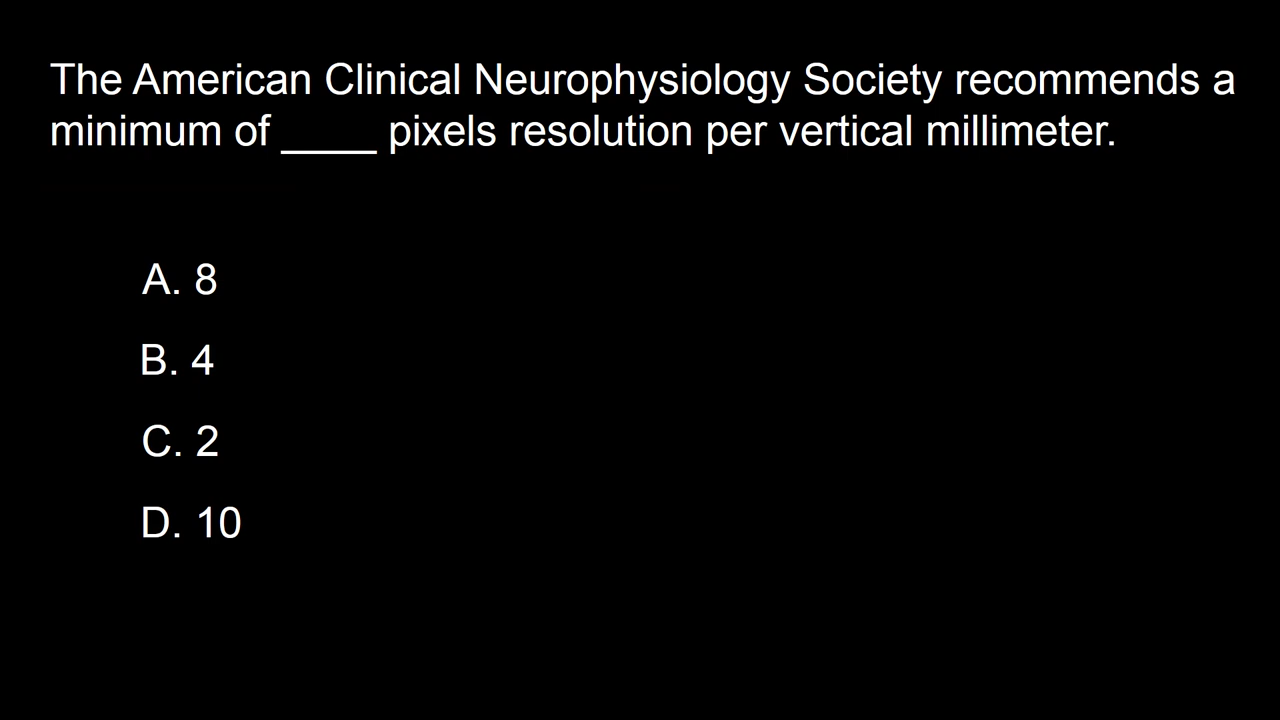 The American Clinical Neurophysiology Society recommends a
minimum of ____ pixels resolution per vertical millimeter.
A. 8
B. 4
C. 2
D. 10